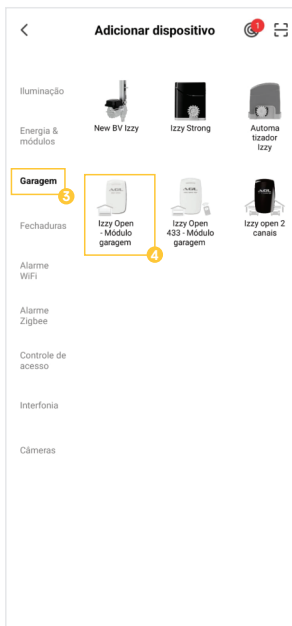 Adicionar dispositivo
1
Iluminação
Energia &
módulos
Garagem
3
Fechaduras
Alarme
WiFi
Alarme
Zigbee
Controle de
acesso
Interfonia
Câmeras
New BV Izzy
Izzy Strong
Automa
tizador
Izzy
AGL
Izzy Open
- Módulo
garagem
4
AGL
Izzy Open
433 - Módulo
garagem
Izzy open 2
canais